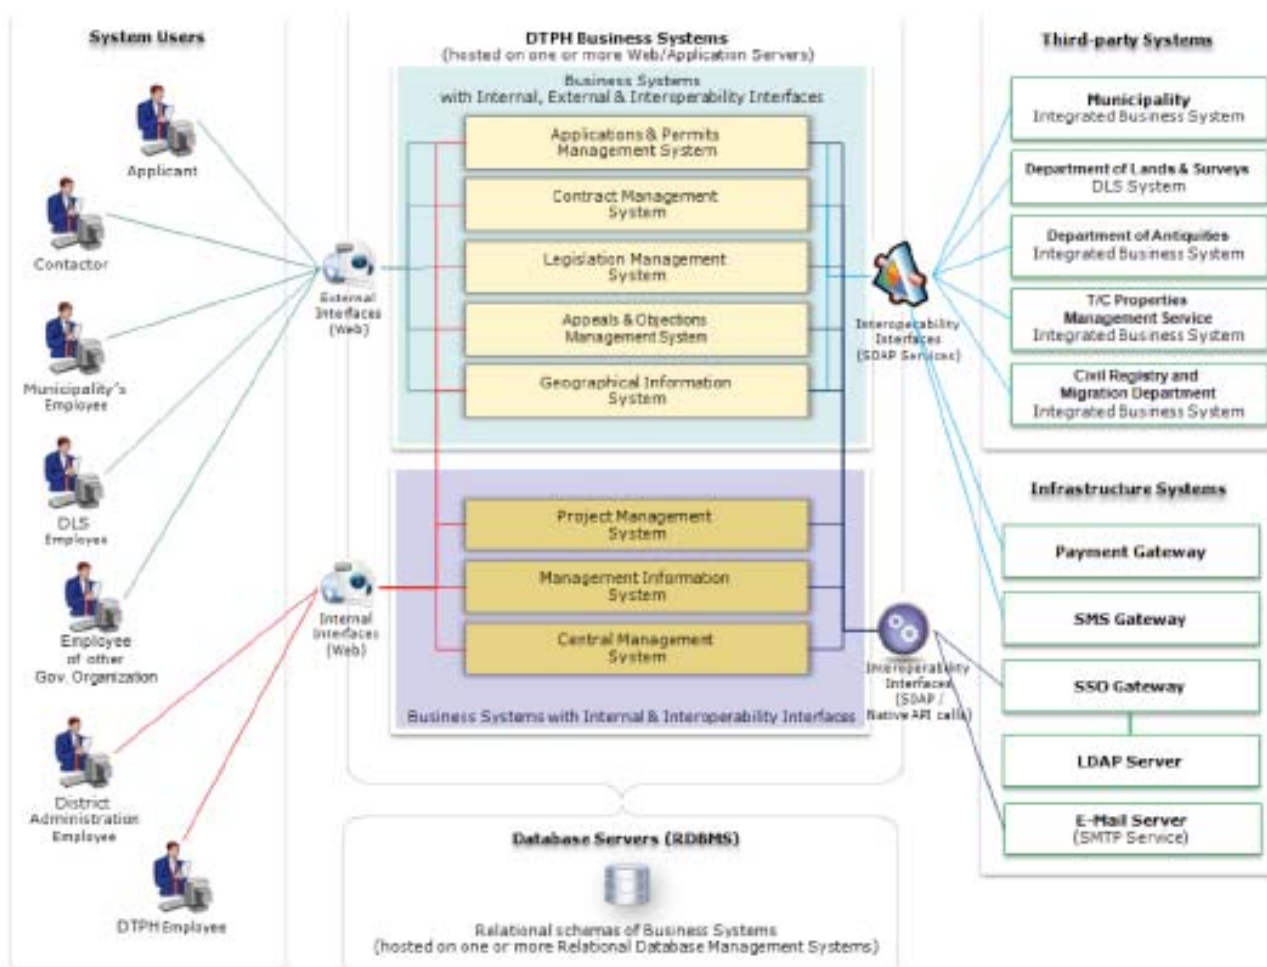 System Users
Applicant
Contactor
Municipality's
Employee
DLS
Employee
Employee
of other
Gov. Organization
District
Administration
Employee
DTPH Employee
External
Interfaces
(Web)
Internal
Interfaces
(Web)
DTPH Business Systems
(hosted on one or more Web/Application Servers)
Business Systems
with Internal, External & Interoperability Interfaces
Applications & Permits
Management System
Contract Management
System
Legislation Management
System
Appeals & Objections
Management System
Geographical Information
System
Project Management
System
Management Information
System
Central Management
System
Business Systems with Internal & Interoperability Interfaces
Interoperability
Interfaces
(SOAP Services)
Interoperability
Interfaces
(SOAP /
Native API calls)
Database Servers (RDBMS)
Relational schemas of Business Systems
(hosted on one or more Relational Database Management Systems)
Third-party Systems
Municipality
Integrated Business System
Department of Lands & Surveys
DLS System
Department of Antiquities
Integrated Business System
T/C Properties
Management Service
Integrated Business System
Civil Registry and
Migration Department
Integrated Business System
Infrastructure Systems
Payment Gateway
SMS Gateway
SSO Gateway
LDAP Server
E-Mail Server
(SMTP Service)